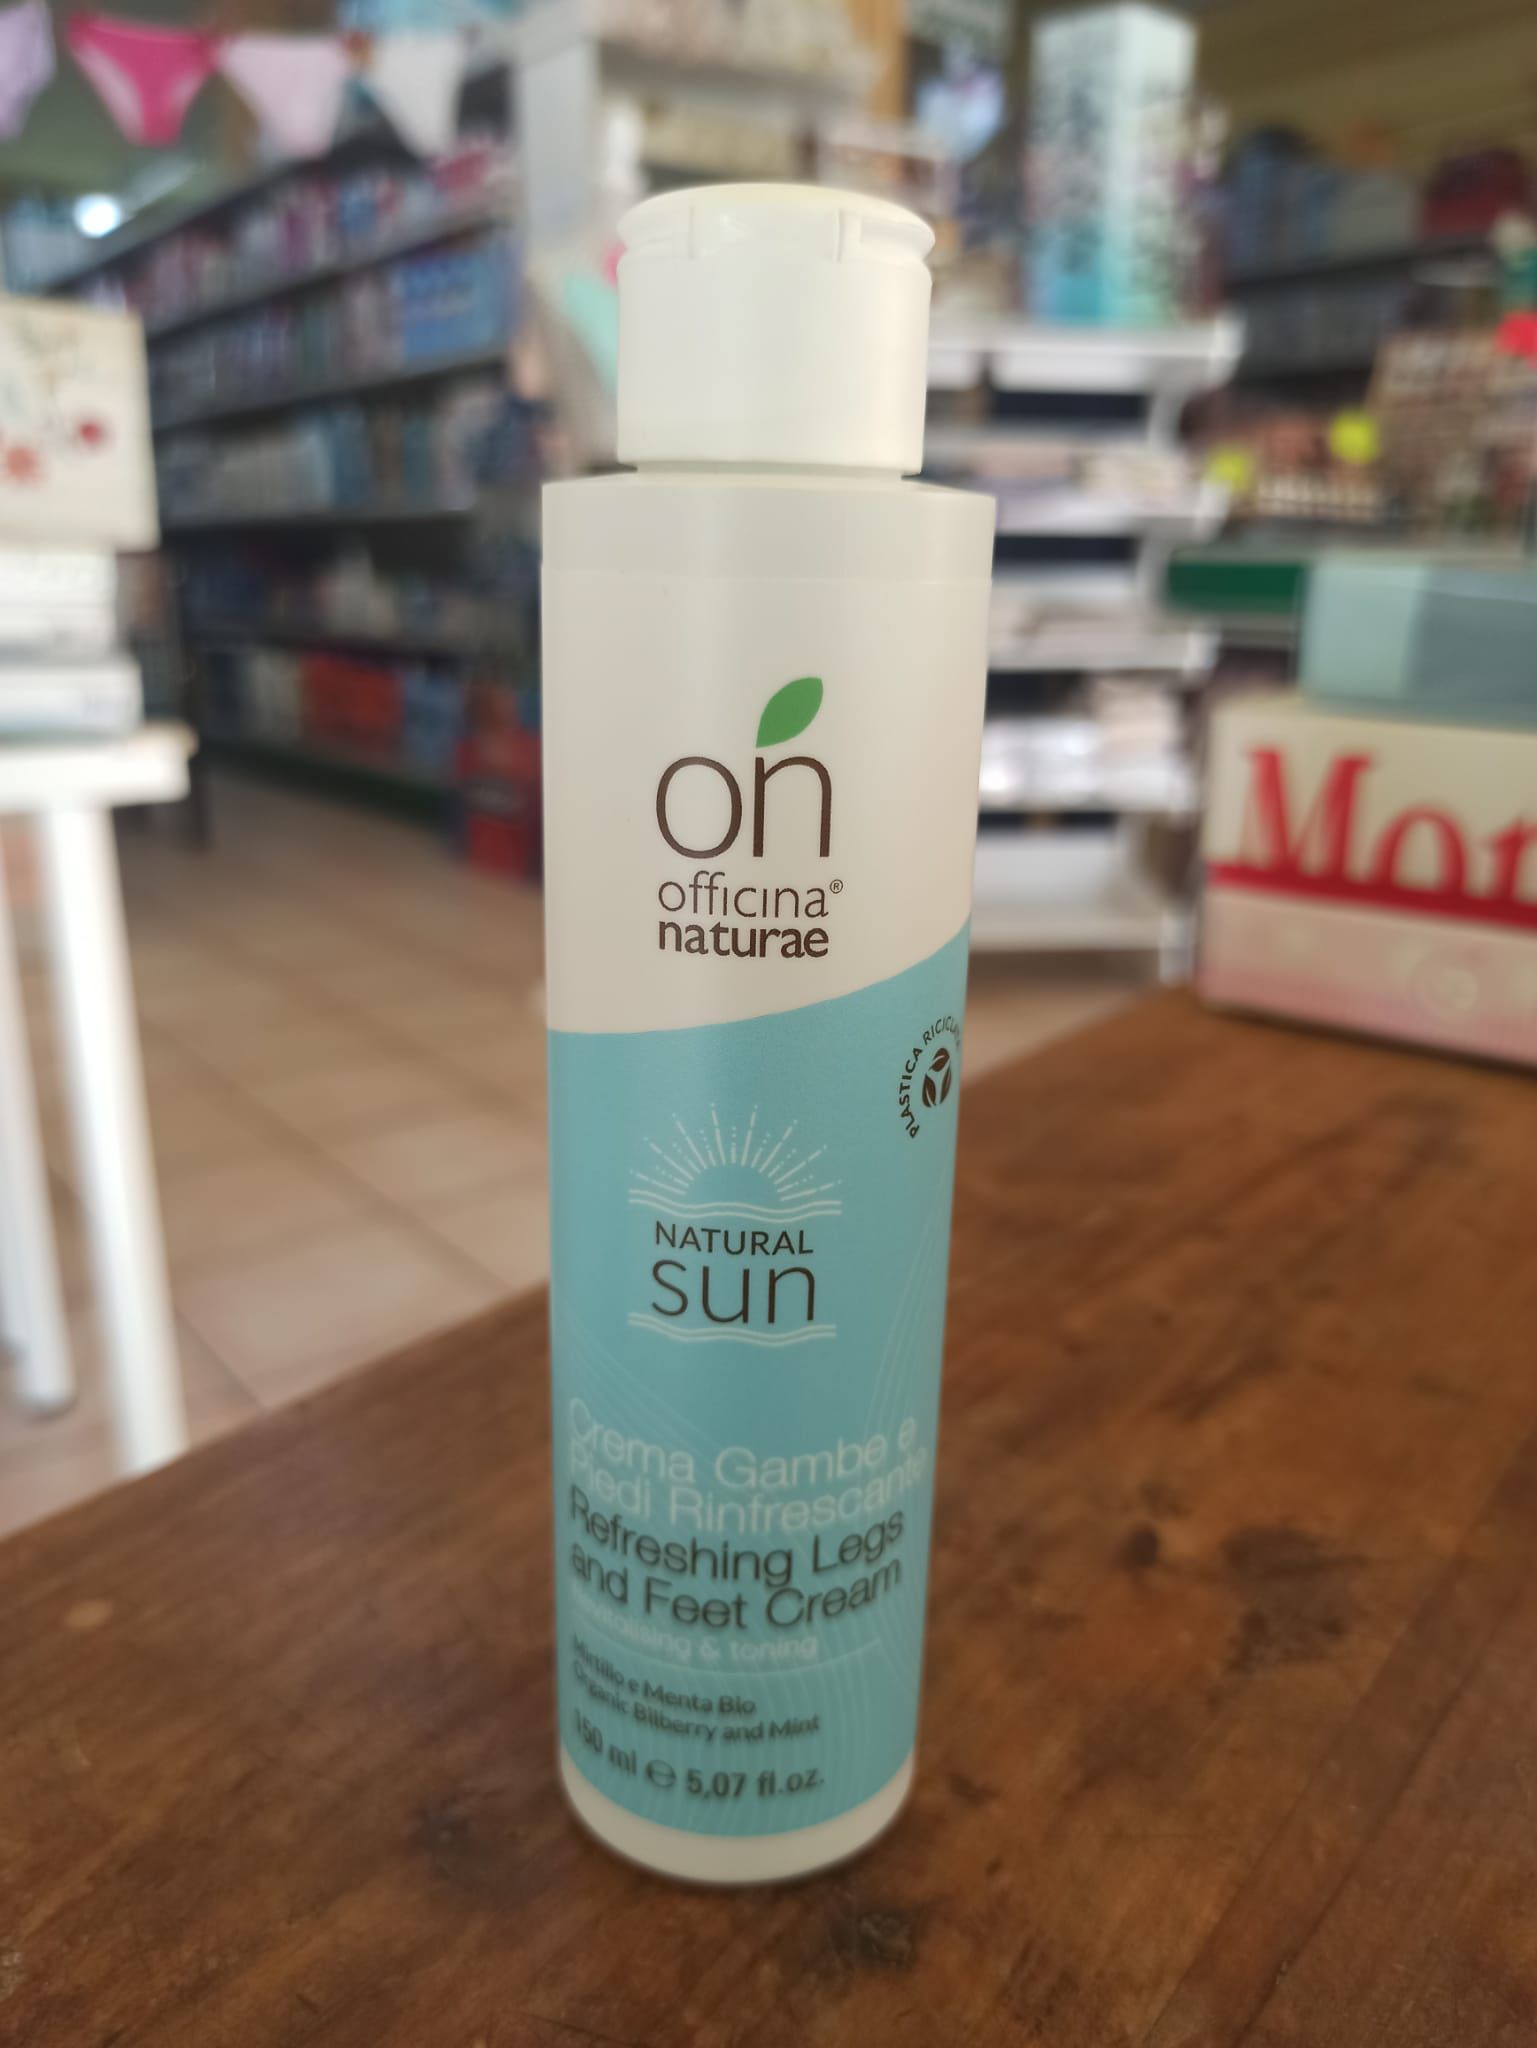 on
officina®
naturae
PLASTICA RICICLATA
NATURAL
sun
Crema Gambe e
Piedi Rinfrescante
Refreshing Legs
and Feet Cream
revitalising & toning
Mirtillo e Menta Bio
Organic Bilberry and Mint
150 ml ℮ 5,07 fl.oz.
Mot